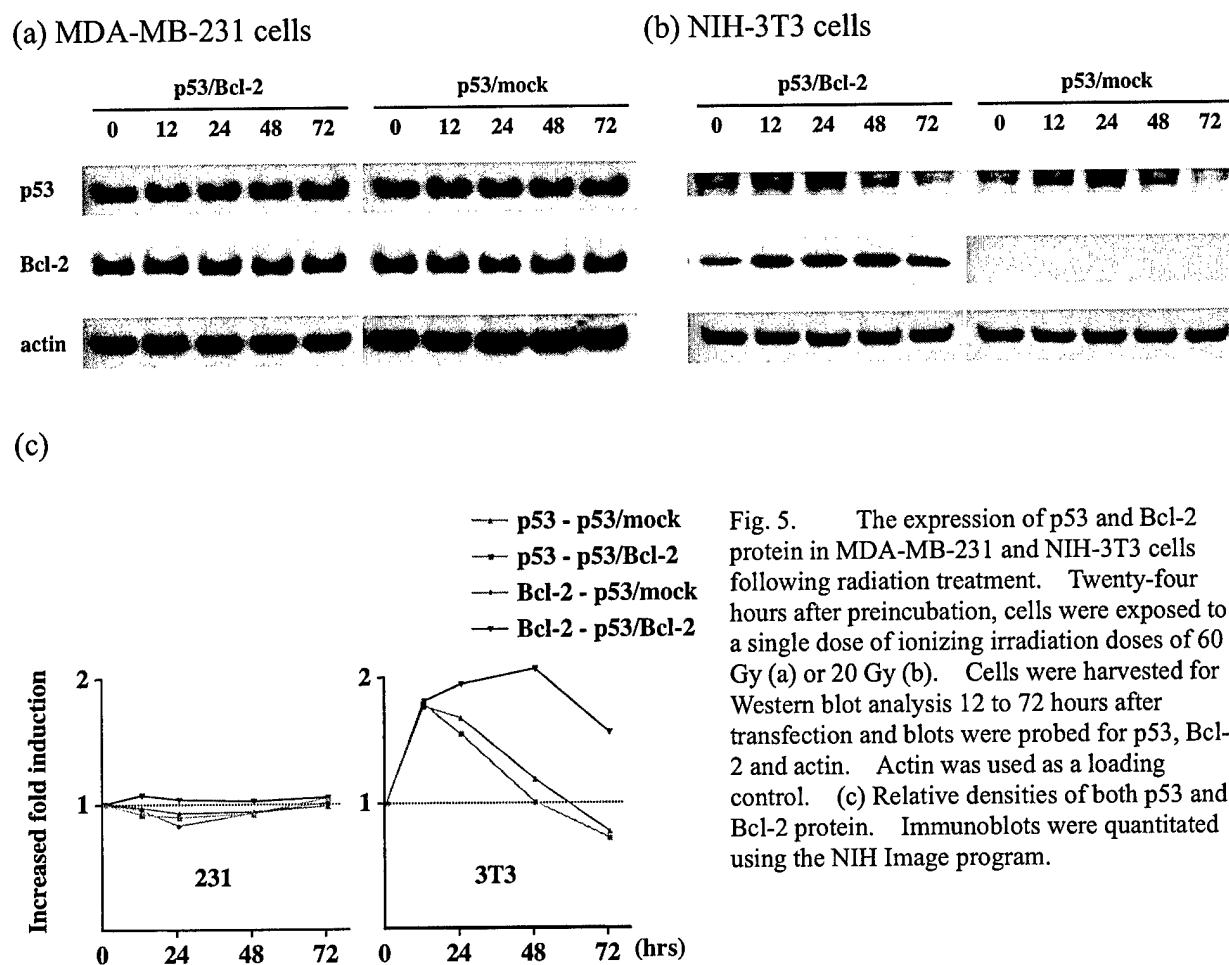 (a) MDA-MB-231 cells
p53/Bcl-2 p53/mock
0 12 24 48 72 0 12 24 48 72
p53
Bcl-2
actin
(b) NIH-3T3 cells
p53/Bcl-2 p53/mock
0 12 24 48 72 0 12 24 48 72
(c)
p53 - p53/mock
p53 - p53/Bcl-2
Bcl-2 - p53/mock
Bcl-2 - p53/Bcl-2
Increased fold induction
2
1
231
0 24 48 72
2
1
3T3
0 24 48 72 (hrs)
Fig. 5. The expression of p53 and Bcl-2
protein in MDA-MB-231 and NIH-3T3 cells
following radiation treatment. Twenty-four
hours after preincubation, cells were exposed to
a single dose of ionizing irradiation doses of 60
Gy (a) or 20 Gy (b). Cells were harvested for
Western blot analysis 12 to 72 hours after
transfection and blots were probed for p53, Bcl-
2 and actin. Actin was used as a loading
control. (c) Relative densities of both p53 and
Bcl-2 protein. Immunoblots were quantitated
using the NIH Image program.